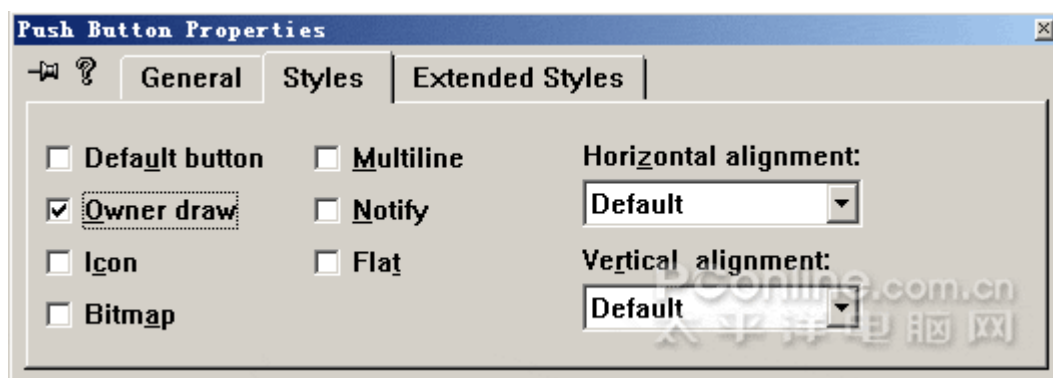 Push Button Properties
General Styles Extended Styles
Default button Multiline Horizontal alignment:
Owner draw Notify Default
Icon Flat Vertical alignment:
Bitmap Default
PConline.com.cn
太平洋电脑网